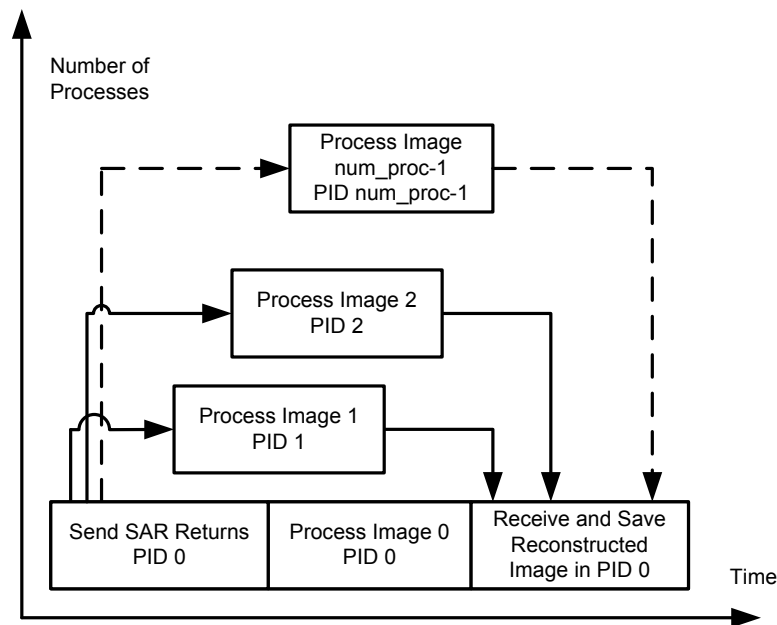 Number of
Processes
Process Image
num_proc-1
PID num_proc-1
Process Image 2
PID 2
Process Image 1
PID 1
Send SAR Returns
PID 0
Process Image 0
PID 0
Receive and Save
Reconstructed
Image in PID 0
Time